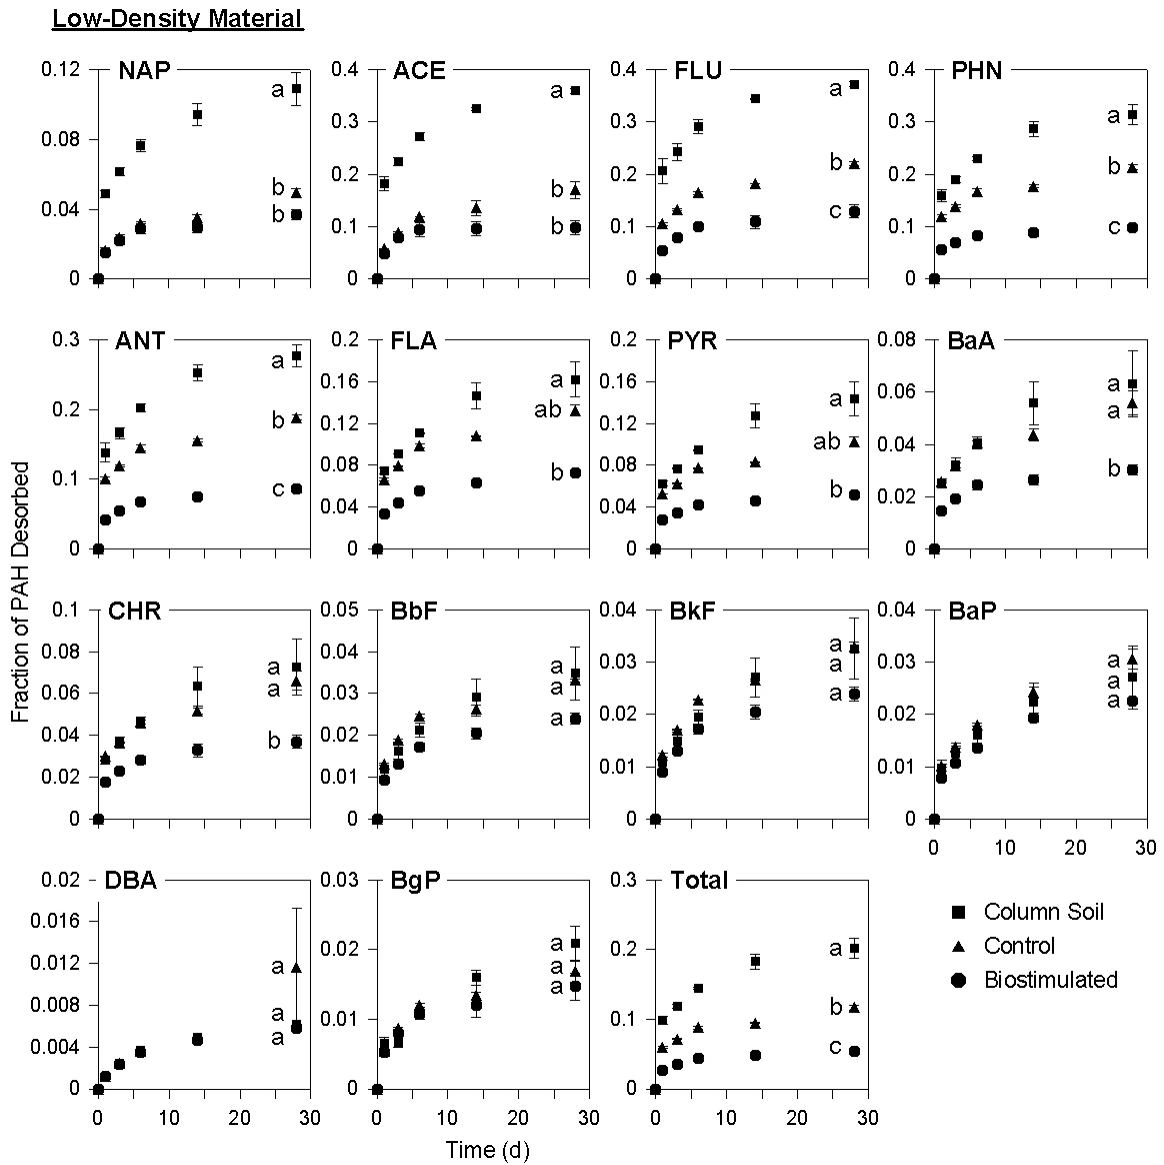 Low-Density Material
NAP ACE FLU PHN
0.12 0.4 0.4 0.4
a a a a
0.08 0.3 0.3 0.3
b b b b
0.04 0.2 0.2 0.2
b b c c
0.1 0.1 0.1
0 0 0 0
ANT FLA PYR BaA
0.3 0.2 0.2 0.08
a a a a
0.16 0.16
0.2 0.06
b ab ab a
0.12 0.12
0.04
0.08 0.08
0.1 c b b b
0.04 0.04 0.02
0 0 0 0
Fraction of PAH Desorbed
CHR BbF BkF BaP
0.1 0.05 0.04 0.04
a a a a
0.08 0.04 0.03 0.03
a a a a
0.06 0.03
b a a a
0.04 0.02 0.02 0.02
0.02 0.01 0.01 0.01
0 0 0 0
0 10 20 30
DBA BgP Total
0.02 0.03 0.3
0.016
a a a
0.012 0.02 0.2
a a b
0.008
a a c
0.004 0.01 0.1
0 0 0
0 10 20 30 0 10 20 30 0 10 20 30
Time (d)
Column Soil
Control
Biostimulated